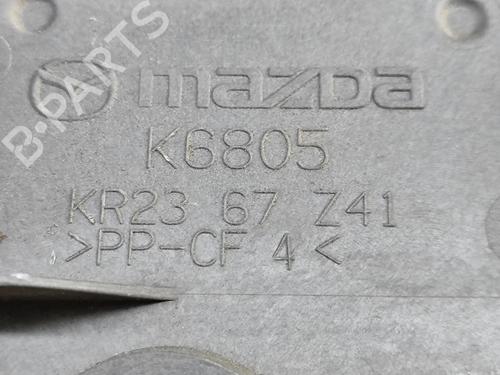 mazda
K6805
KR23 67 Z41
>PP-CF 4<
B-PARTS